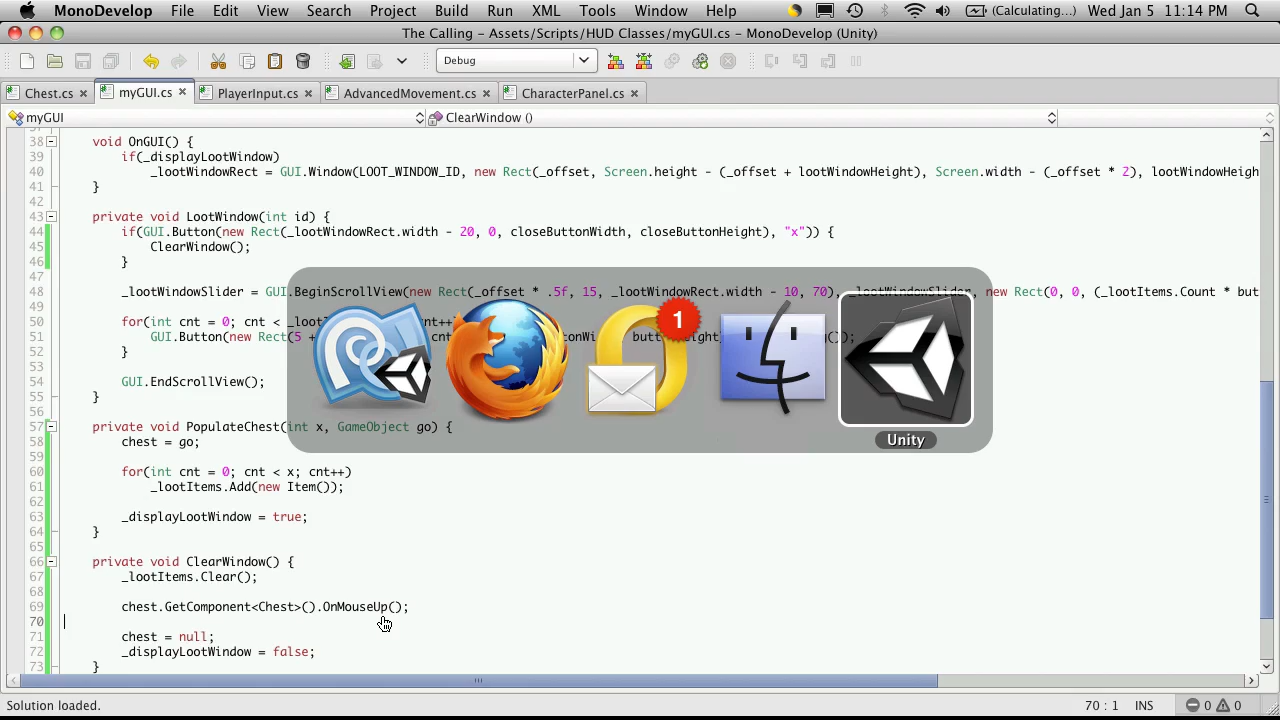 MonoDevelop File Edit View Search Project Build Run XML Tools Window Help (Calculating...) Wed Jan 5 11:14 PM
The Calling - Assets/Scripts/HUD Classes/myGUI.cs - MonoDevelop (Unity)
Debug
Chest.cs myGUI.cs PlayerInput.cs AdvancedMovement.cs CharacterPanel.cs
myGUI ClearWindow ()
38 void OnGUI() {
39 if(_displayLootWindow)
40 _lootWindowRect = GUI.Window(LOOT_WINDOW_ID, new Rect(_offset, Screen.height - (_offset + lootWindowHeight), Screen.width - (_offset * 2), lootWindowHeigh
41 }
42
43 private void LootWindow(int id) {
44 if(GUI.Button(new Rect(_lootWindowRect.width - 20, 0, closeButtonWidth, closeButtonHeight), "x")) {
45 ClearWindow();
46 }
47
48 _lootWindowSlider = GUI.BeginScrollView(new Rect(_offset * .5f, 15, _lootWindowRect.width - 10, 70), _lootWindowSlider, new Rect(0, 0, (_lootItems.Count * but
49
50 for(int cnt = 0; cnt < cnt++)
51 GUI.Button(new Rect(5 +
52 }
53
54 GUI.EndScrollView();
55 }
56
57 private void PopulateChest(int x, GameObject go) {
58 chest = go;
59
60 for(int cnt = 0; cnt < x; cnt++)
61 _lootItems.Add(new Item());
62
63 _displayLootWindow = true;
64 }
65
66 private void ClearWindow() {
67 _lootItems.Clear();
68
69 chest.GetComponent<Chest>().OnMouseUp();
70
71 chest = null;
72 _displayLootWindow = false;
73 }
1
Unity
Solution loaded. 70 : 1 INS 0 0